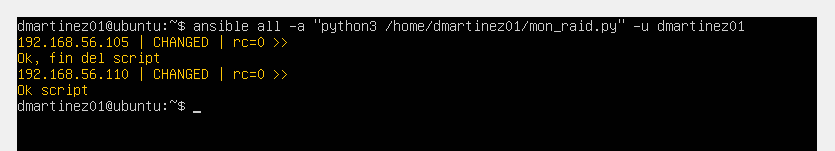 dmartinez01@ubuntu:~$ ansible all -a "python3 /home/dmartinez01/mon_raid.py" -u dmartinez01
192.168.56.105 | CHANGED | rc=0 >>
Ok, fin del script
192.168.56.110 | CHANGED | rc=0 >>
Ok script
dmartinez01@ubuntu:~$ _